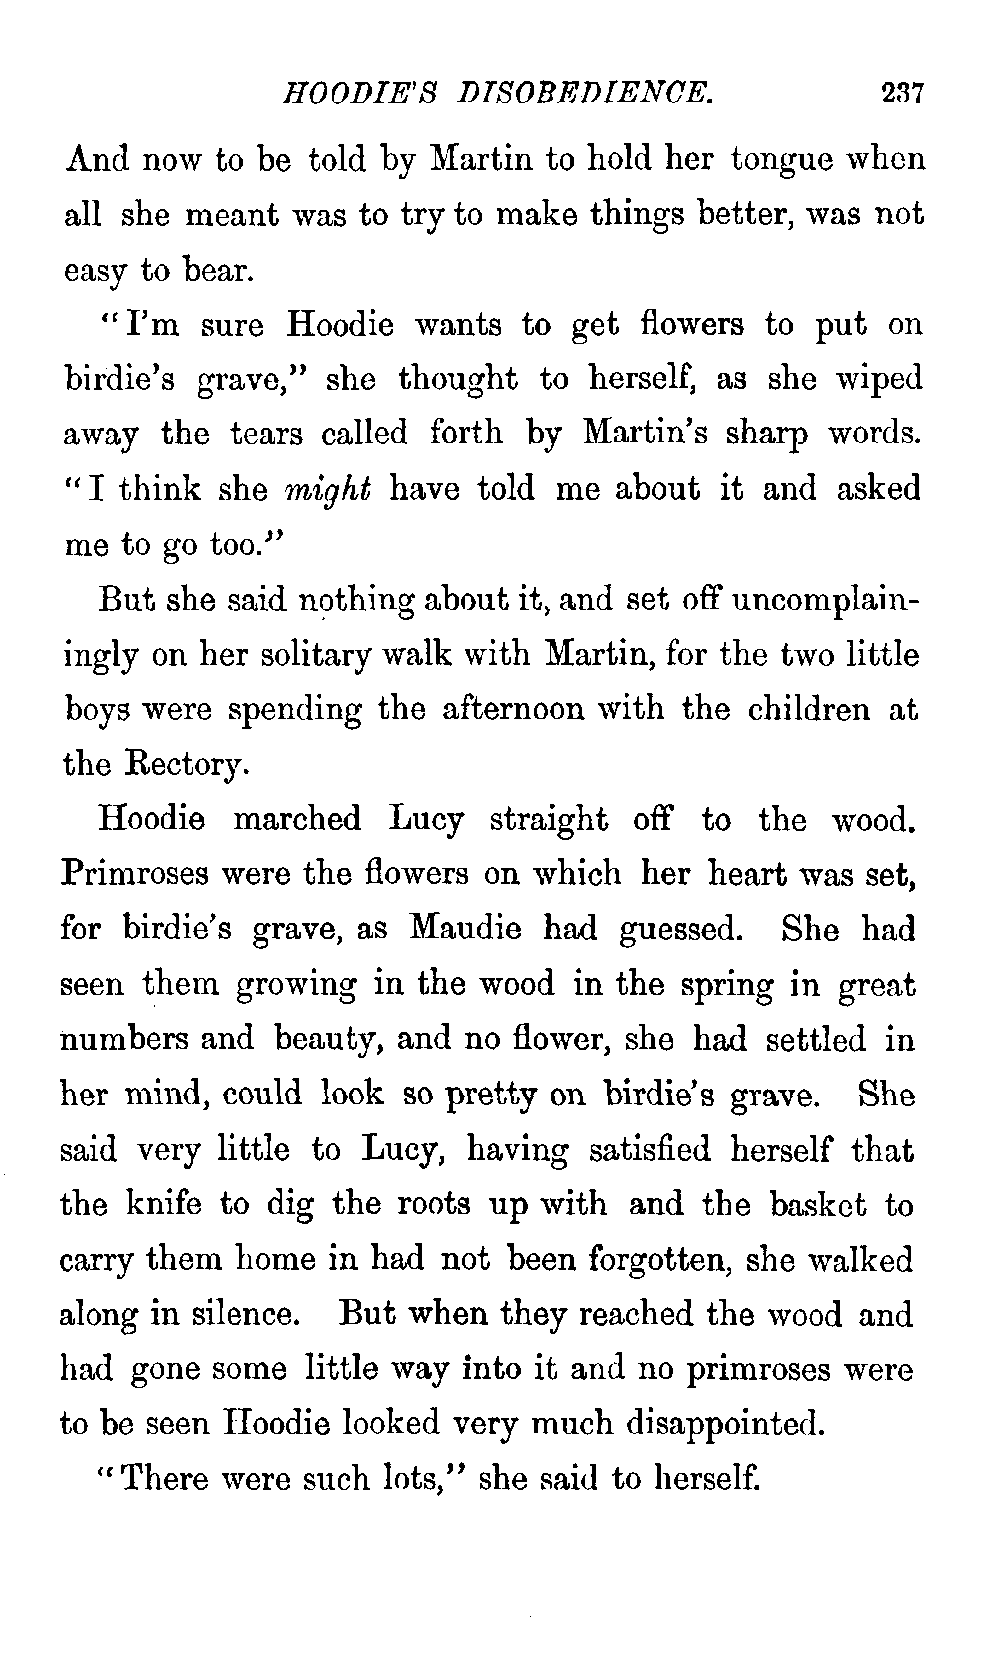 HOODIE'S DISOBEDIENCE. 237
And now to be told by Martin to hold her tongue when
all she meant was to try to make things better, was not
easy to bear.
"I'm sure Hoodie wants to get flowers to put on
birdie's grave," she thought to herself, as she wiped
away the tears called forth by Martin's sharp words.
"I think she might have told me about it and asked
me to go too."
But she said nothing about it, and set off uncomplain-
ingly on her solitary walk with Martin, for the two little
boys were spending the afternoon with the children at
the Rectory.
Hoodie marched Lucy straight off to the wood.
Primroses were the flowers on which her heart was set,
for birdie's grave, as Maudie had guessed. She had
seen them growing in the wood in the spring in great
numbers and beauty, and no flower, she had settled in
her mind, could look so pretty on birdie's grave. She
said very little to Lucy, having satisfied herself that
the knife to dig the roots up with and the basket to
carry them home in had not been forgotten, she walked
along in silence. But when they reached the wood and
had gone some little way into it and no primroses were
to be seen Hoodie looked very much disappointed.
"There were such lots," she said to herself.